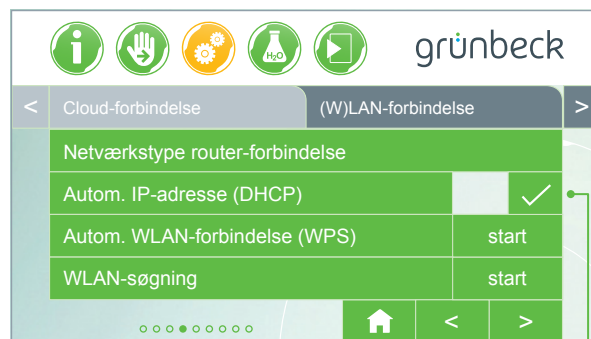 H₂O
grünbeck
< Cloud-forbindelse (W)LAN-forbindelse >
Netværkstype router-forbindelse
Autom. IP-adresse (DHCP)
Autom. WLAN-forbindelse (WPS) start
WLAN-søgning start
< >